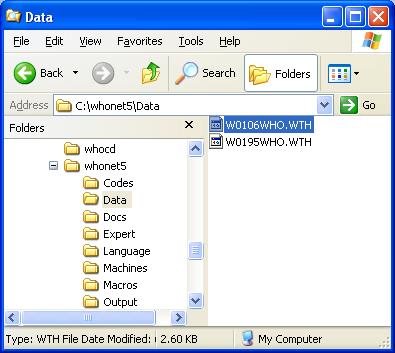 Data
File Edit View Favorites Tools Help
Back Search Folders
Address C:\whonet5\Data Go
Folders
whocd
whonet5
Codes
Data
Docs
Expert
Language
Machines
Macros
Output
W0106WHO.WTH
W0195WHO.WTH
Type: WTH File Date Modified: 2.60 KB My Computer